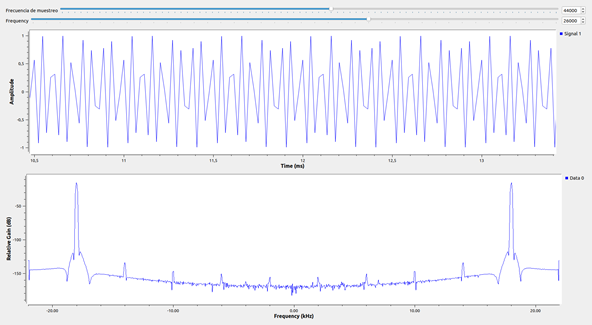 Frecuencia de muestreo 44000
Frequency 26000
Signal 1
1
0,5
0
-0,5
-1
Amplitude
10,5 11 11,5 12 12,5 13
Time (ms)
Data 0
-50
-100
-150
Relative Gain (dB)
-20.00 -10.00 0.00 10.00 20.00
Frequency (kHz)